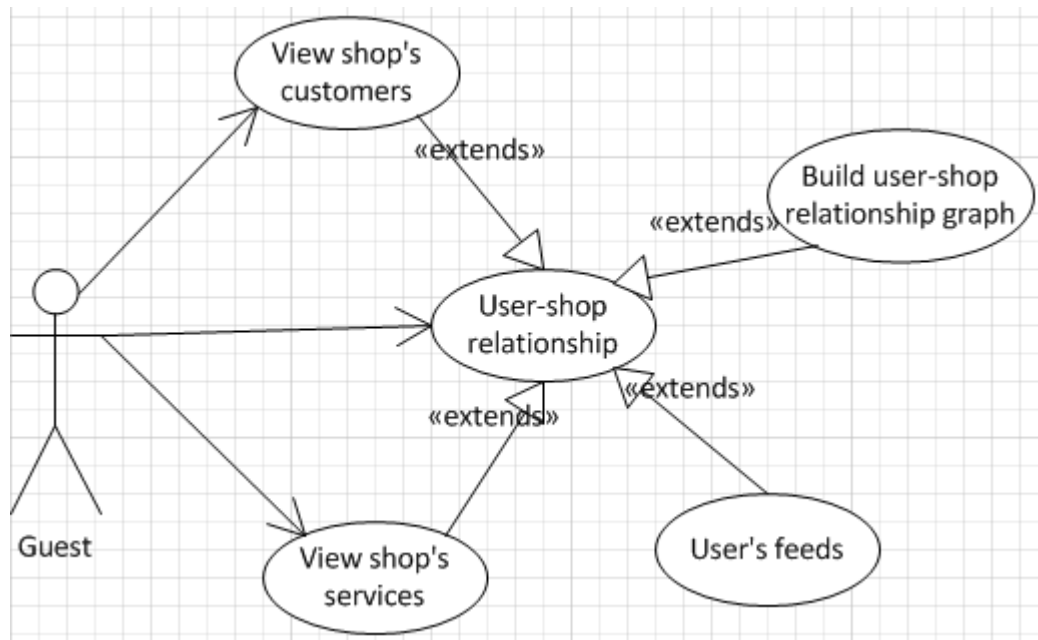 View shop's
customers
«extends»
Build user-shop
relationship graph
«extends»
User-shop
relationship
«extends»
«extends»
Guest
View shop's
services
User's feeds